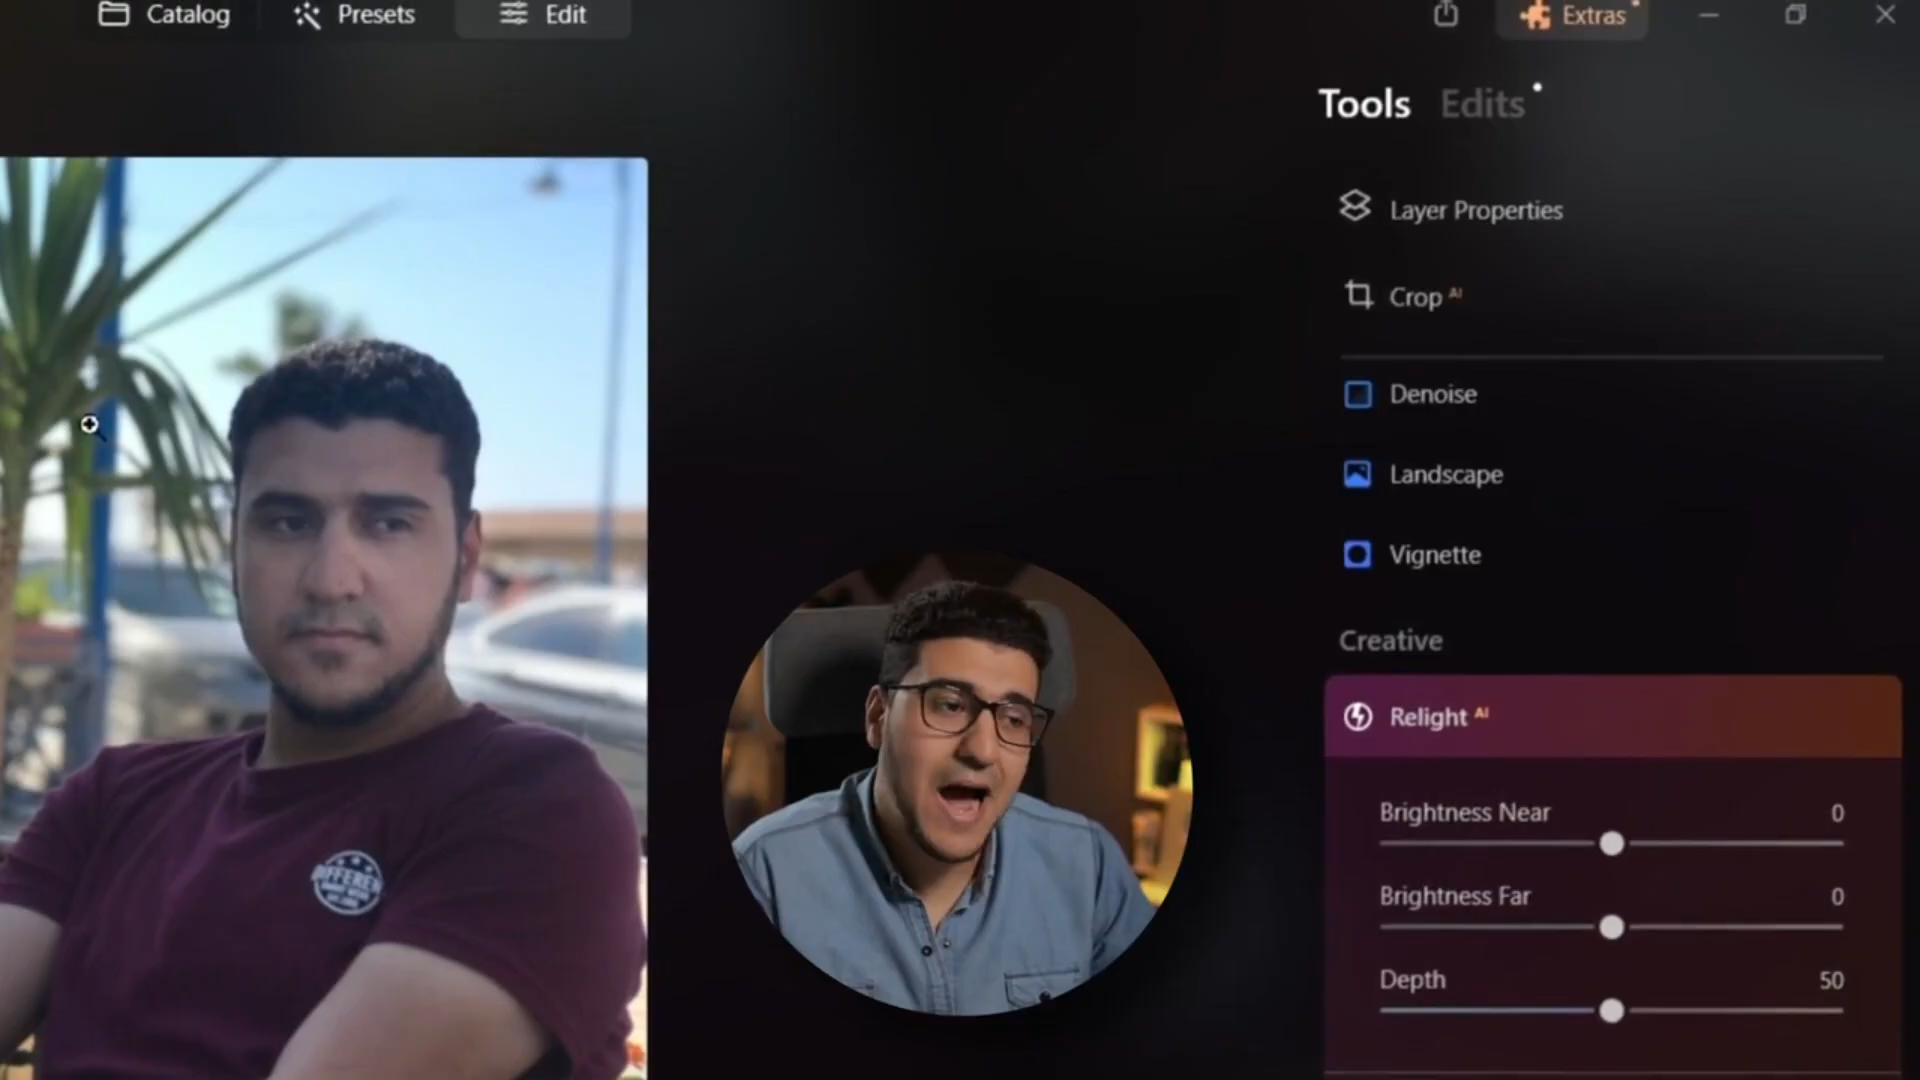 Catalog
Presets
Edit
Extras
Tools
Edits
Layer Properties
Crop AI
Denoise
Landscape
Vignette
Creative
Relight AI
Brightness Near 0
Brightness Far 0
Depth 50
DIFFEREN